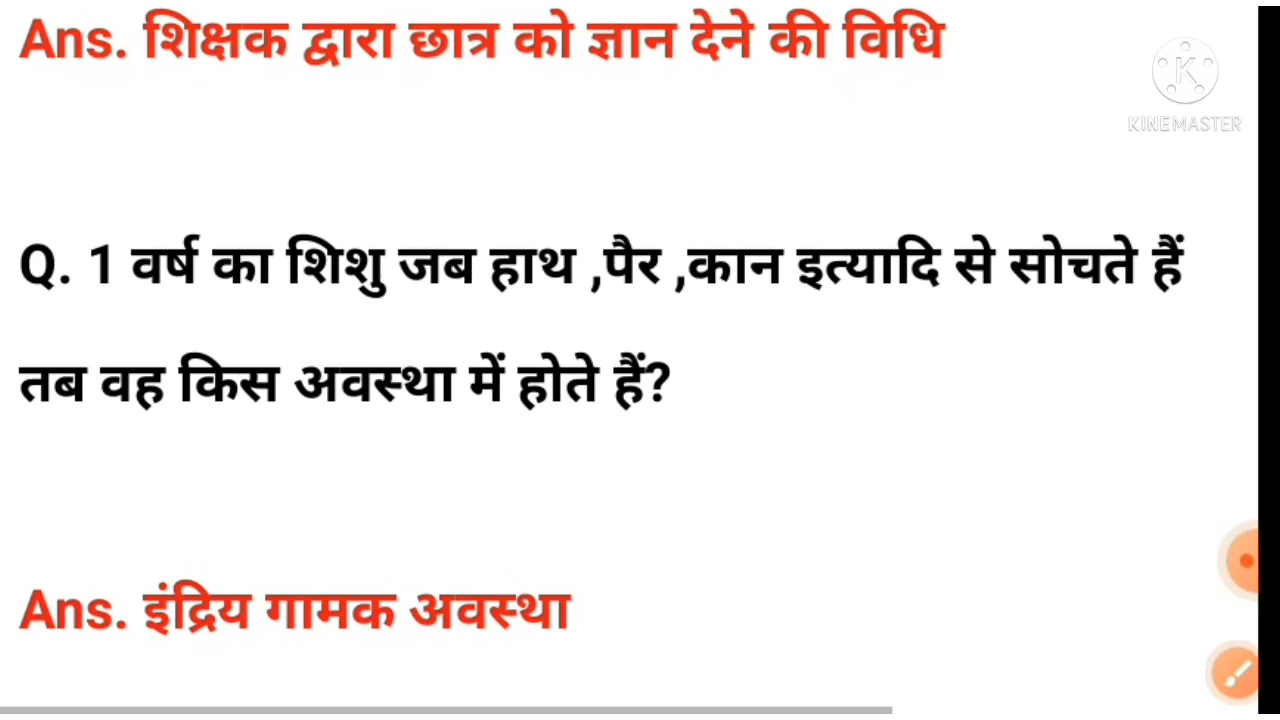 Ans. शिक्षक द्वारा छात्र को ज्ञान देने की विधि
KINEMASTER
Q. 1 वर्ष का शिशु जब हाथ ,पैर ,कान इत्यादि से सोचते हैं
तब वह किस अवस्था में होते हैं?
Ans. इंद्रिय गामक अवस्था